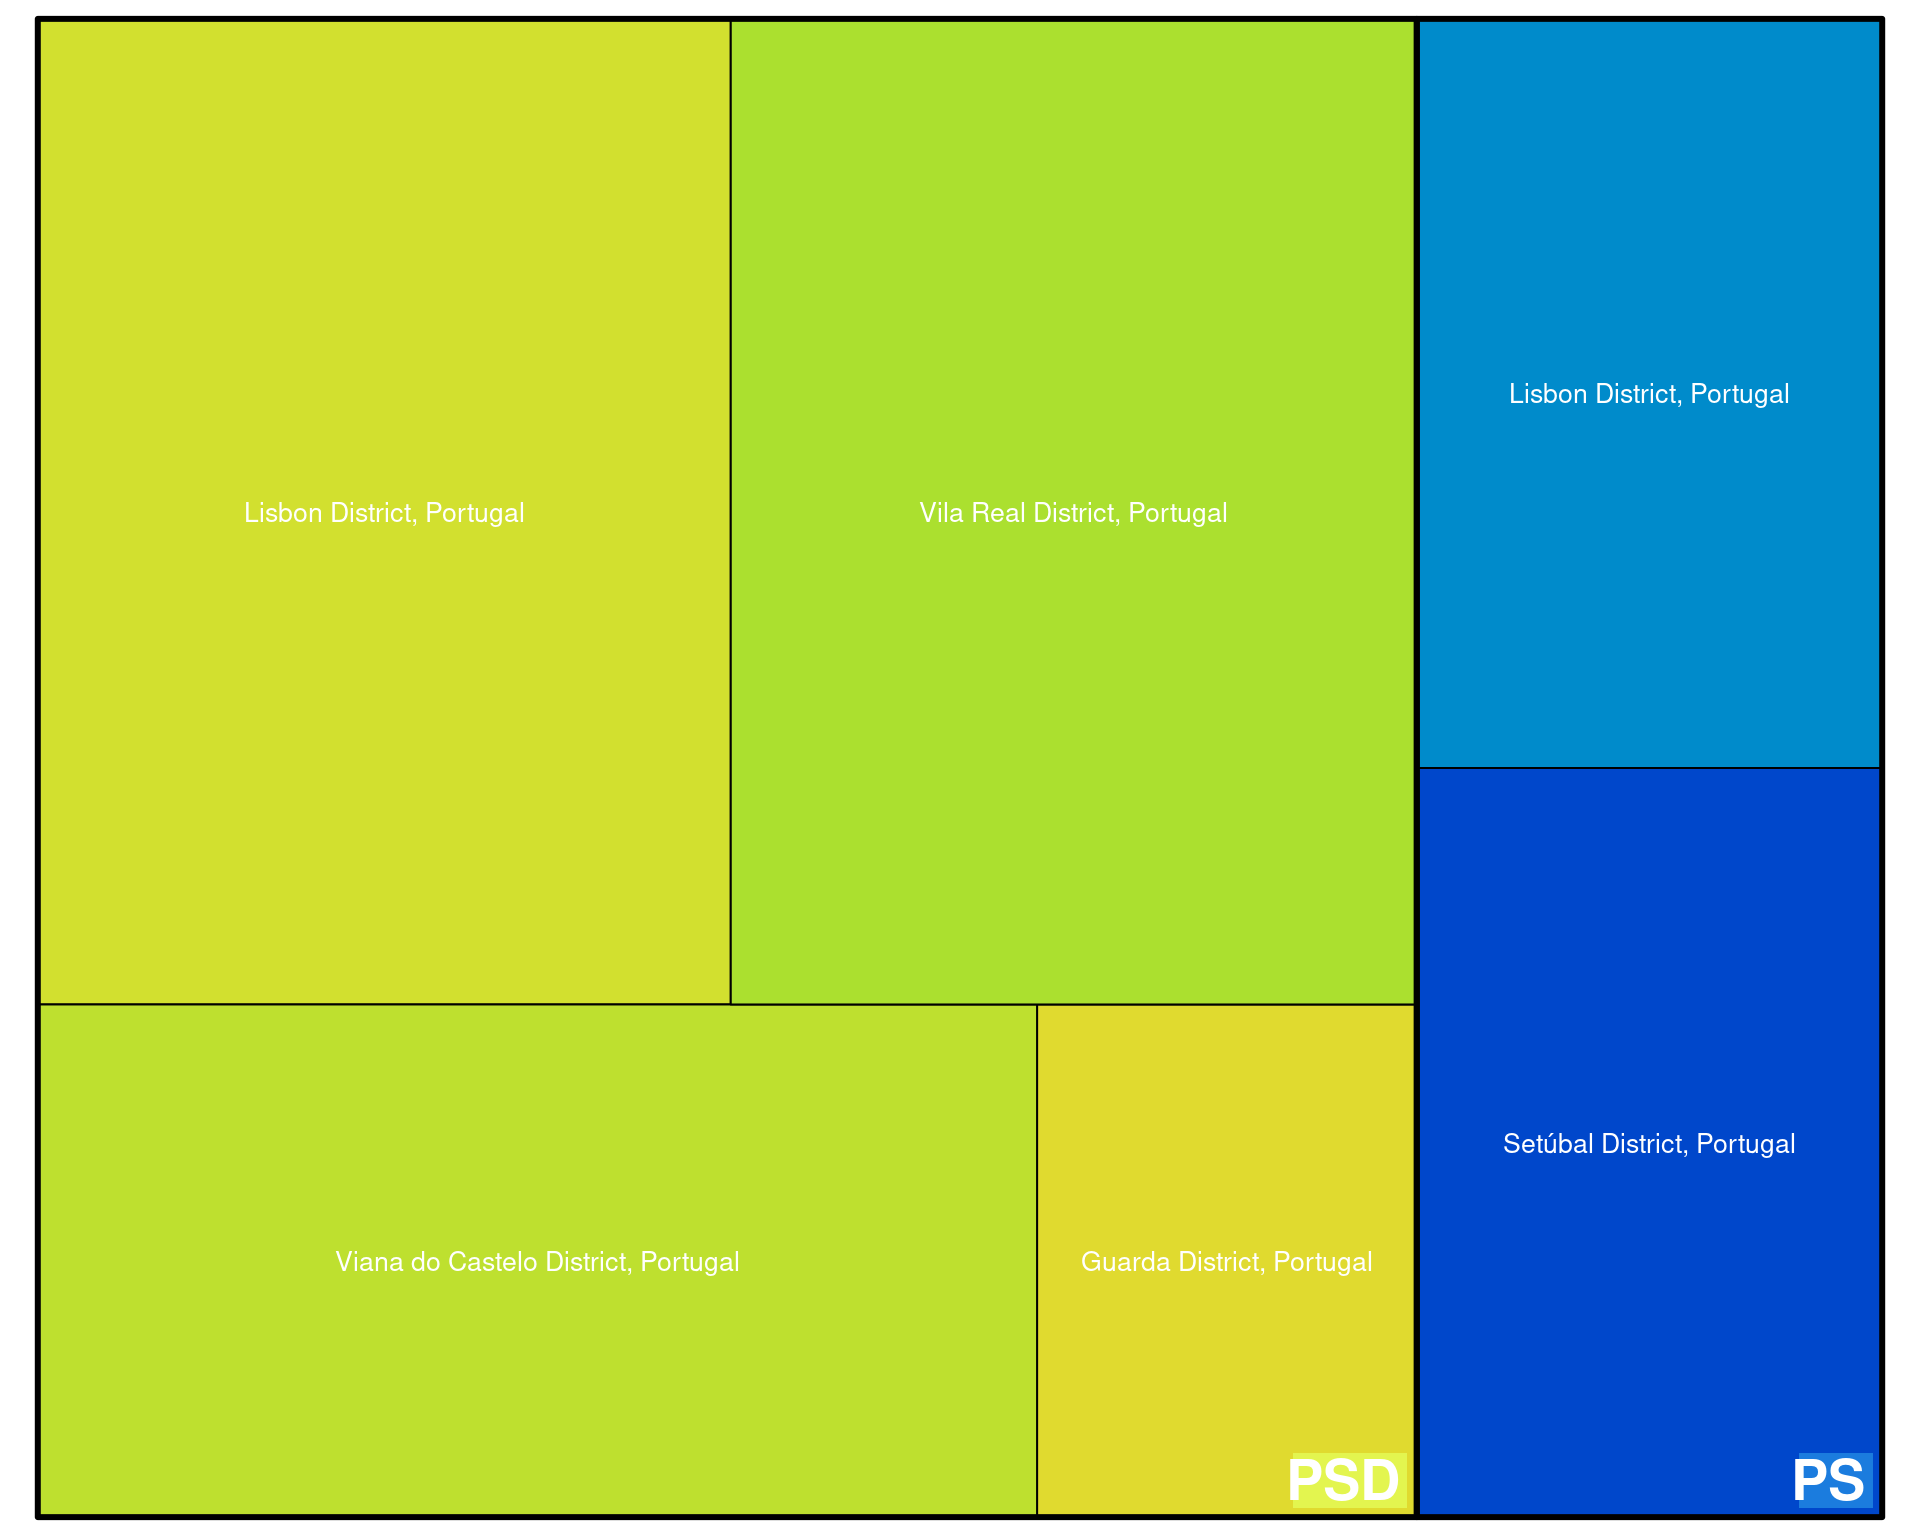 Lisbon District, Portugal
Vila Real District, Portugal
Viana do Castelo District, Portugal
Guarda District, Portugal
PSD
Lisbon District, Portugal
Setúbal District, Portugal
PS